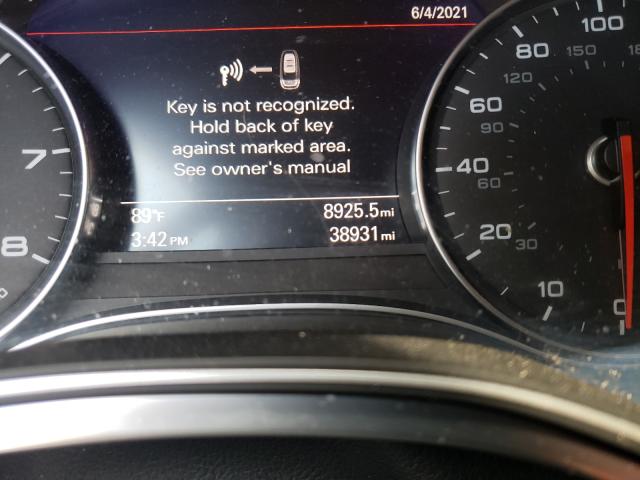 6/4/2021
Key is not recognized.
Hold back of key
against marked area.
See owner's manual
89°F 8925.5mi
3:42 PM 38931mi
7
8
100
80
150
120
60
90
40
60
20
30
10
0